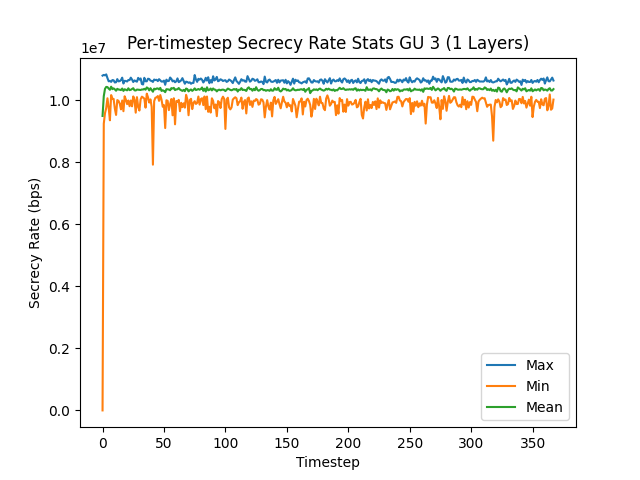 Per-timestep Secrecy Rate Stats GU 3 (1 Layers)
1e7
1.0
0.8
0.6
0.4
0.2
0.0
Secrecy Rate (bps)
0 50 100 150 200 250 300 350
Timestep
Max
Min
Mean